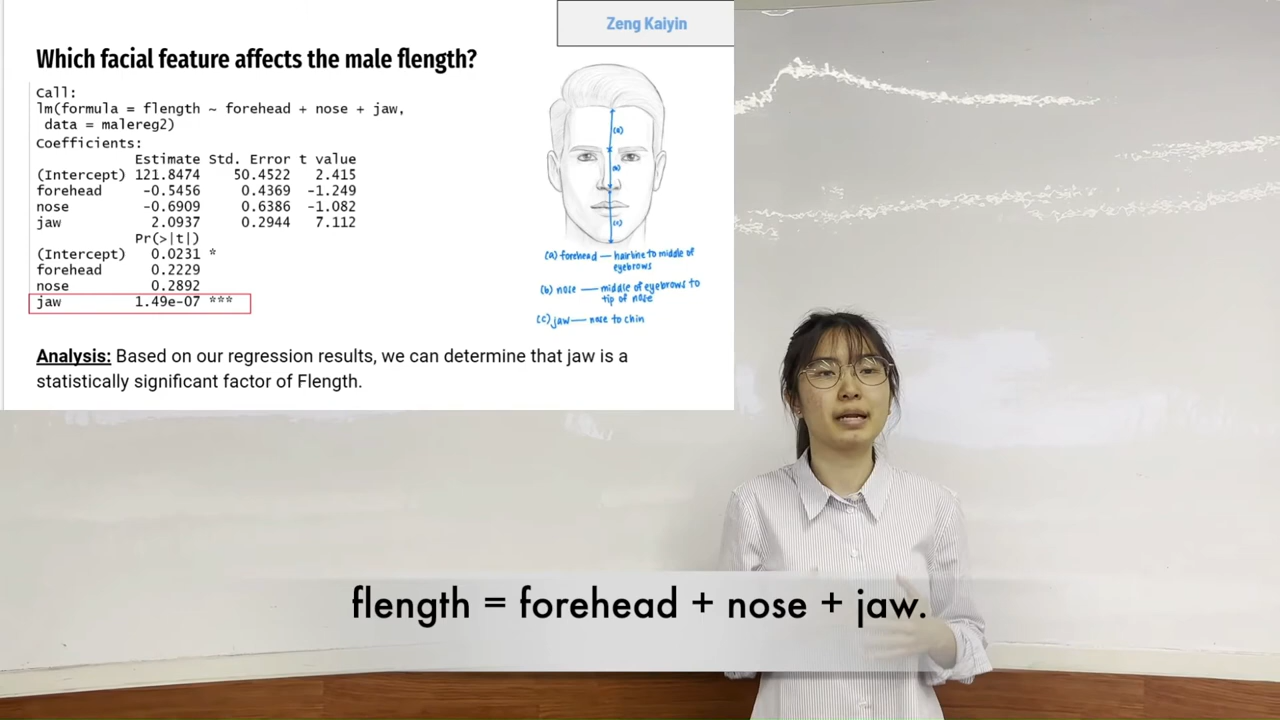 Zeng Kaiyin
Which facial feature affects the male flength?
Call:
lm(formula = flength ~ forehead + nose + jaw,
data = malereg2)
Coefficients:
Estimate Std. Error t value
(Intercept) 121.8474 50.4522 2.415
forehead -0.5456 0.4369 -1.249
nose -0.6909 0.6386 -1.082
jaw 2.0937 0.2944 7.112
Pr(>|t|)
(Intercept) 0.0231 *
forehead 0.2229
nose 0.2892
jaw 1.49e-07 ***
(a)
(a)
(c)
(a) forehead — hairline to middle of
eyebrows
(b) nose — middle of eyebrows to
tip of nose
(c) jaw — nose to chin
Analysis: Based on our regression results, we can determine that jaw is a
statistically significant factor of Flength.
flength = forehead + nose + jaw.